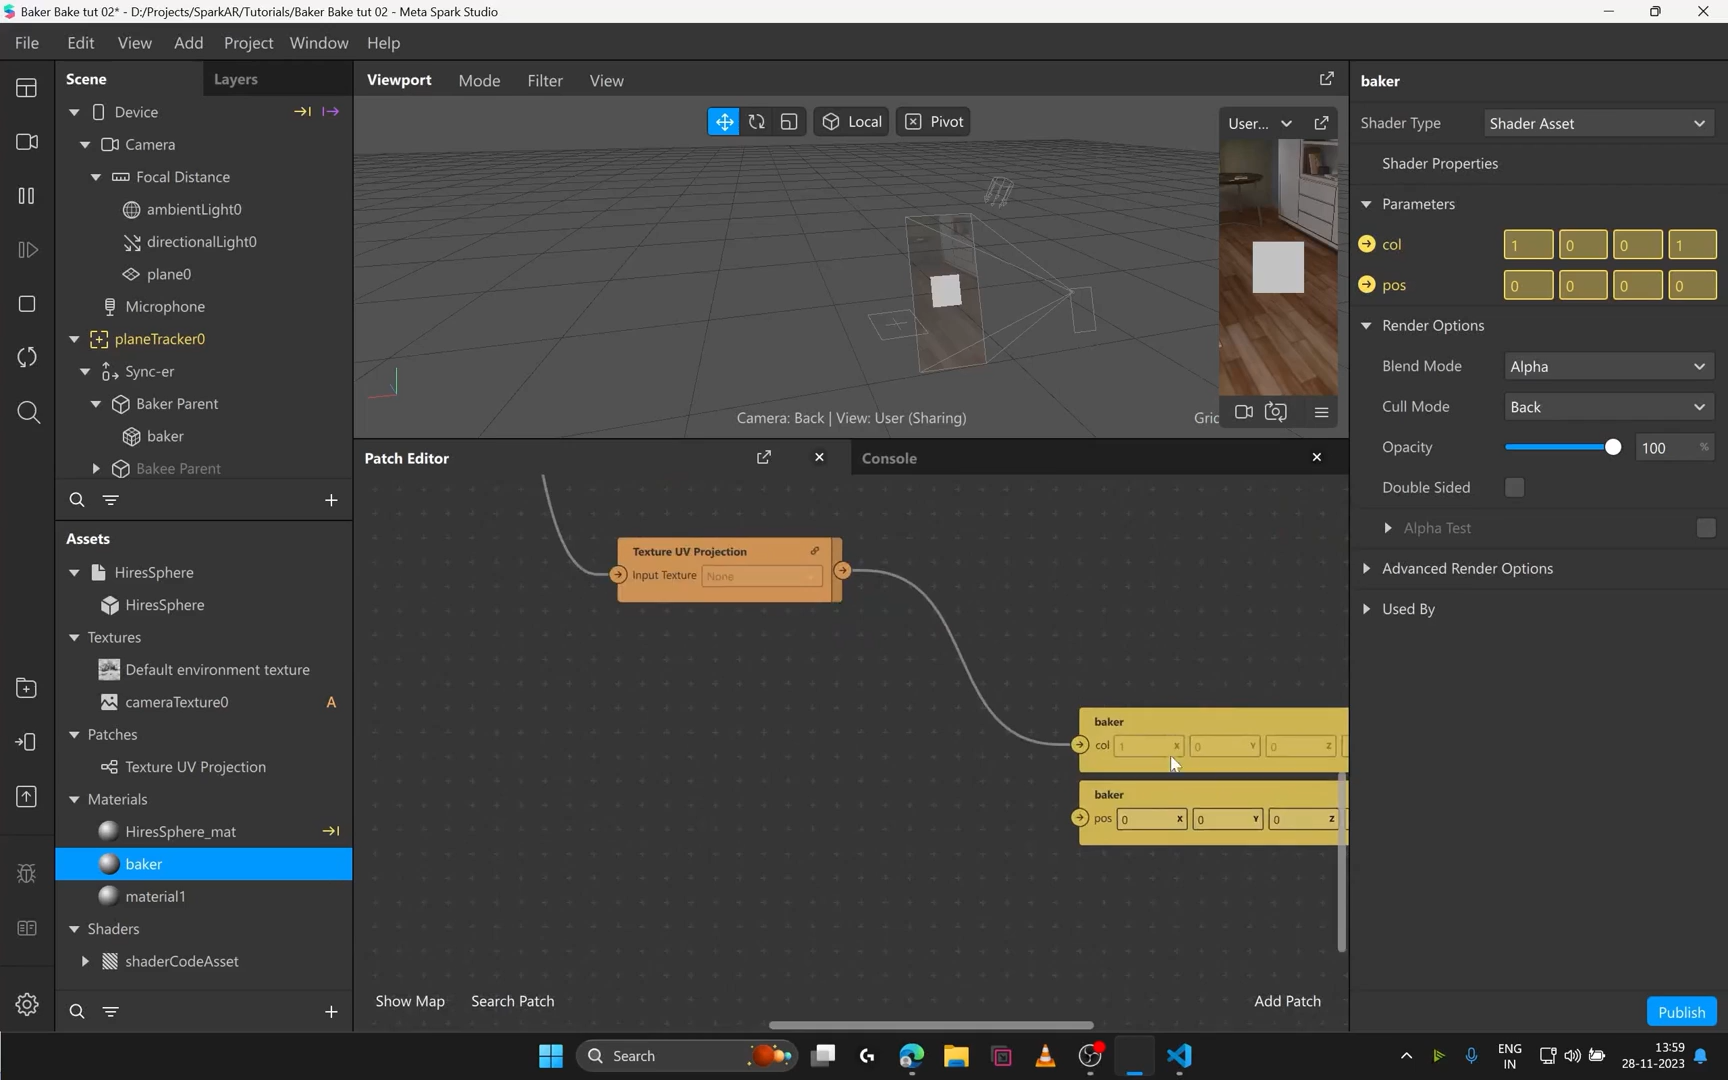 Baker Bake tut 02* - D:/Projects/SparkAR/Tutorials/Baker Bake tut 02 - Meta Spark Studio
File Edit View Add Project Window Help
Scene Layers
Device
Camera
Focal Distance
ambientLight0
directionalLight0
plane0
Microphone
planeTracker0
Sync-er
Baker Parent
baker
Bakee Parent
Assets
HiresSphere
HiresSphere
Textures
Default environment texture
cameraTexture0 A
Patches
Texture UV Projection
Materials
HiresSphere_mat
baker
material1
Shaders
shaderCodeAsset
Viewport Mode Filter View
Local Pivot
User...
Camera: Back | View: User (Sharing)
Gric
Patch Editor
Console
Texture UV Projection
Input Texture None
baker
col 1 X 0 Y 0 Z
baker
pos 0 X 0 Y 0 Z
Show Map Search Patch Add Patch
baker
Shader Type Shader Asset
Shader Properties
Parameters
col 1 0 0 1
pos 0 0 0 0
Render Options
Blend Mode Alpha
Cull Mode Back
Opacity 100 %
Double Sided
Alpha Test
Advanced Render Options
Used By
Publish
Search
ENG
IN
13:59
28-11-2023